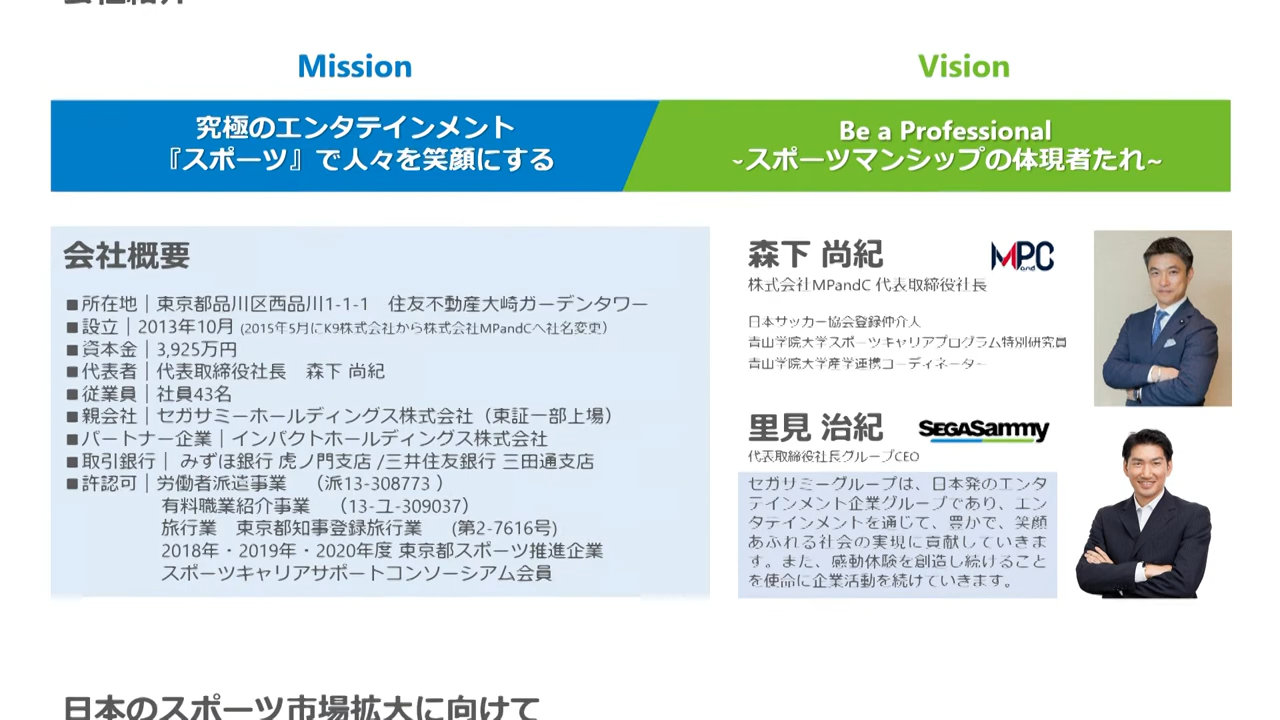 会社紹介
Mission
Vision
究極のエンタテインメント
『スポーツ』で人々を笑顔にする
Be a Professional
~スポーツマンシップの体現者たれ~
会社概要
■所在地｜東京都品川区西品川1-1-1　住友不動産大崎ガーデンタワー
■設立｜2013年10月 (2015年5月にK9株式会社から株式会社MPandCへ社名変更)
■資本金｜3,925万円
■代表者｜代表取締役社長　森下 尚紀
■従業員｜社員43名
■親会社｜セガサミーホールディングス株式会社（東証一部上場）
■パートナー企業｜インパクトホールディングス株式会社
■取引銀行｜ みずほ銀行 虎ノ門支店 /三井住友銀行 三田通支店
■許認可｜労働者派遣事業　（派13-308773 ）
有料職業紹介事業　（13-ユ-309037）
旅行業　東京都知事登録旅行業　(第2-7616号)
2018年・2019年・2020年度 東京都スポーツ推進企業
スポーツキャリアサポートコンソーシアム会員
森下 尚紀
MPandC
株式会社MPandC 代表取締役社長
日本サッカー協会登録仲介人
青山学院大学スポーツキャリアプログラム特別研究員
青山学院大学産学連携コーディネーター
里見 治紀
SEGASammy
代表取締役社長グループCEO
セガサミーグループは、日本発のエンタ
テインメント企業グループであり、エン
タテインメントを通じて、豊かで、笑顔
あふれる社会の実現に貢献していきま
す。また、感動体験を創造し続けること
を使命に企業活動を続けていきます。
日本のスポーツ市場拡大に向けて